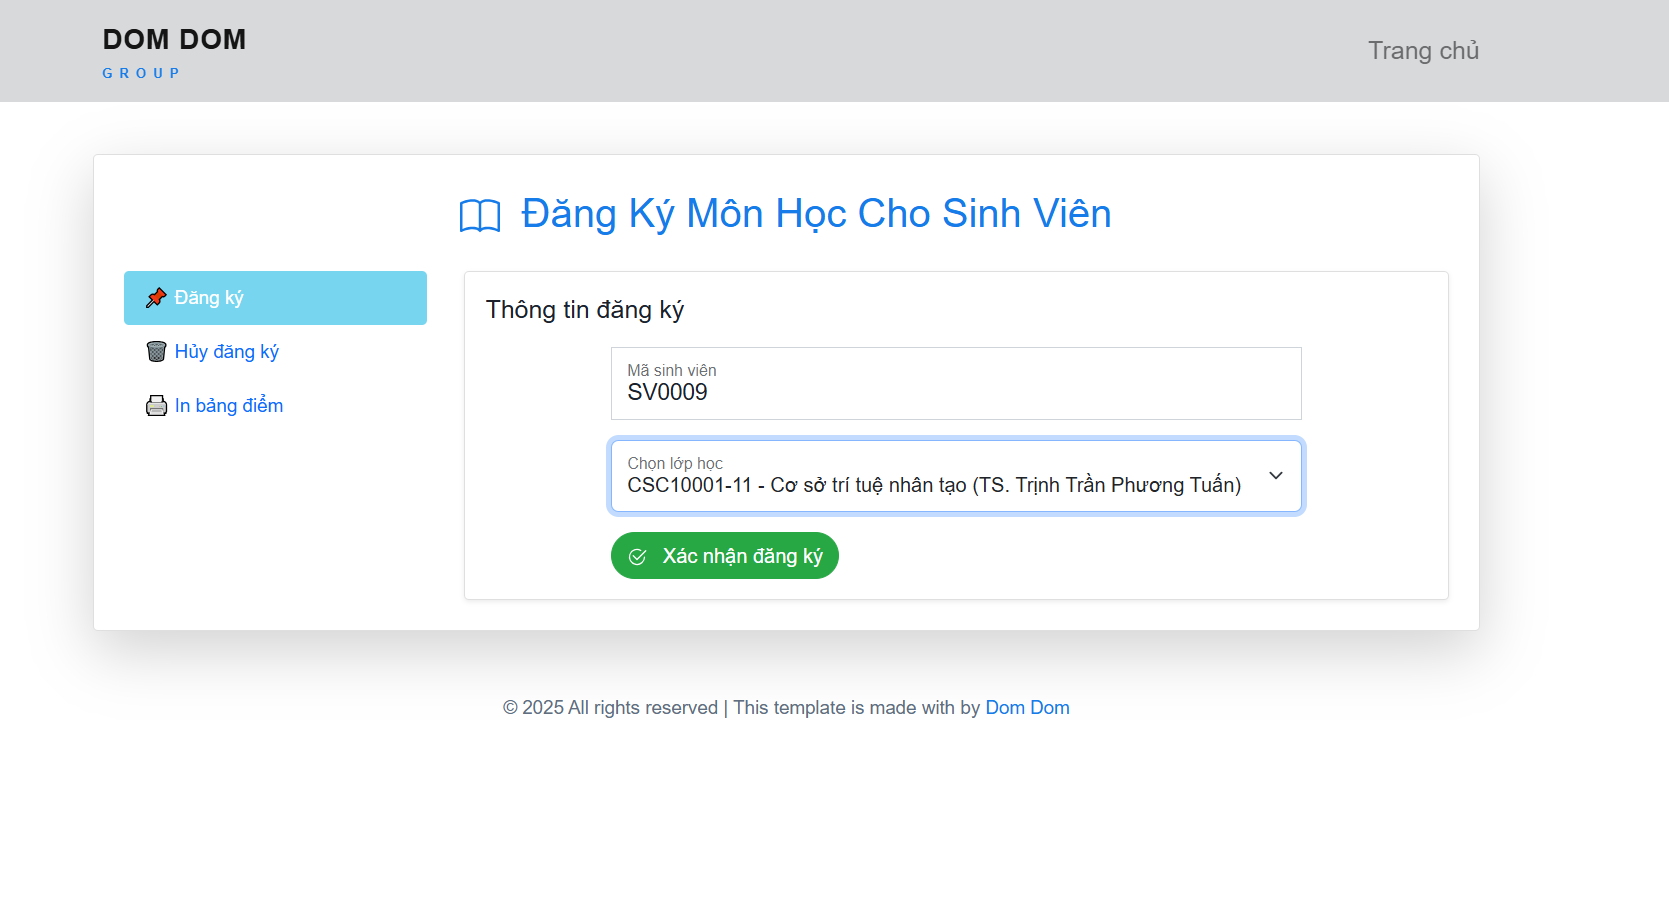 DOM DOM
GROUP
Trang chủ
Đăng Ký Môn Học Cho Sinh Viên
Đăng ký
Hủy đăng ký
In bảng điểm
Thông tin đăng ký
Mã sinh viên
SV0009
Chọn lớp học
CSC10001-11 - Cơ sở trí tuệ nhân tạo (TS. Trịnh Trần Phương Tuấn)
Xác nhận đăng ký
© 2025 All rights reserved | This template is made with by Dom Dom